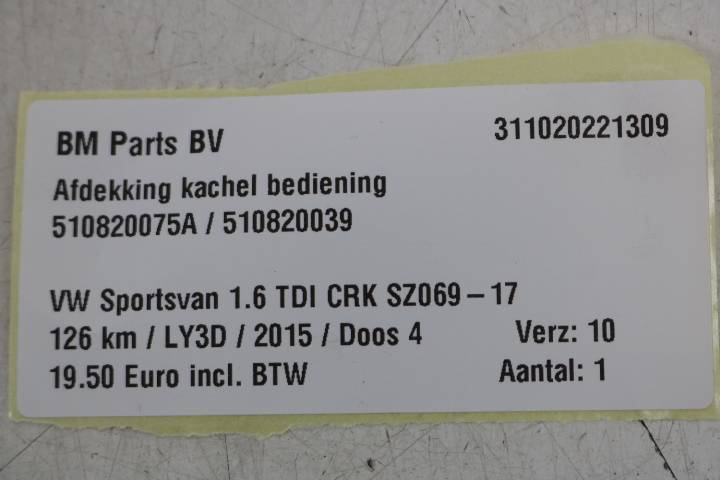 BM Parts BV 311020221309
Afdekking kachel bediening
510820075A / 510820039
VW Sportsvan 1.6 TDI CRK SZ069 – 17
126 km / LY3D / 2015 / Doos 4 Verz: 10
19.50 Euro incl. BTW Aantal: 1